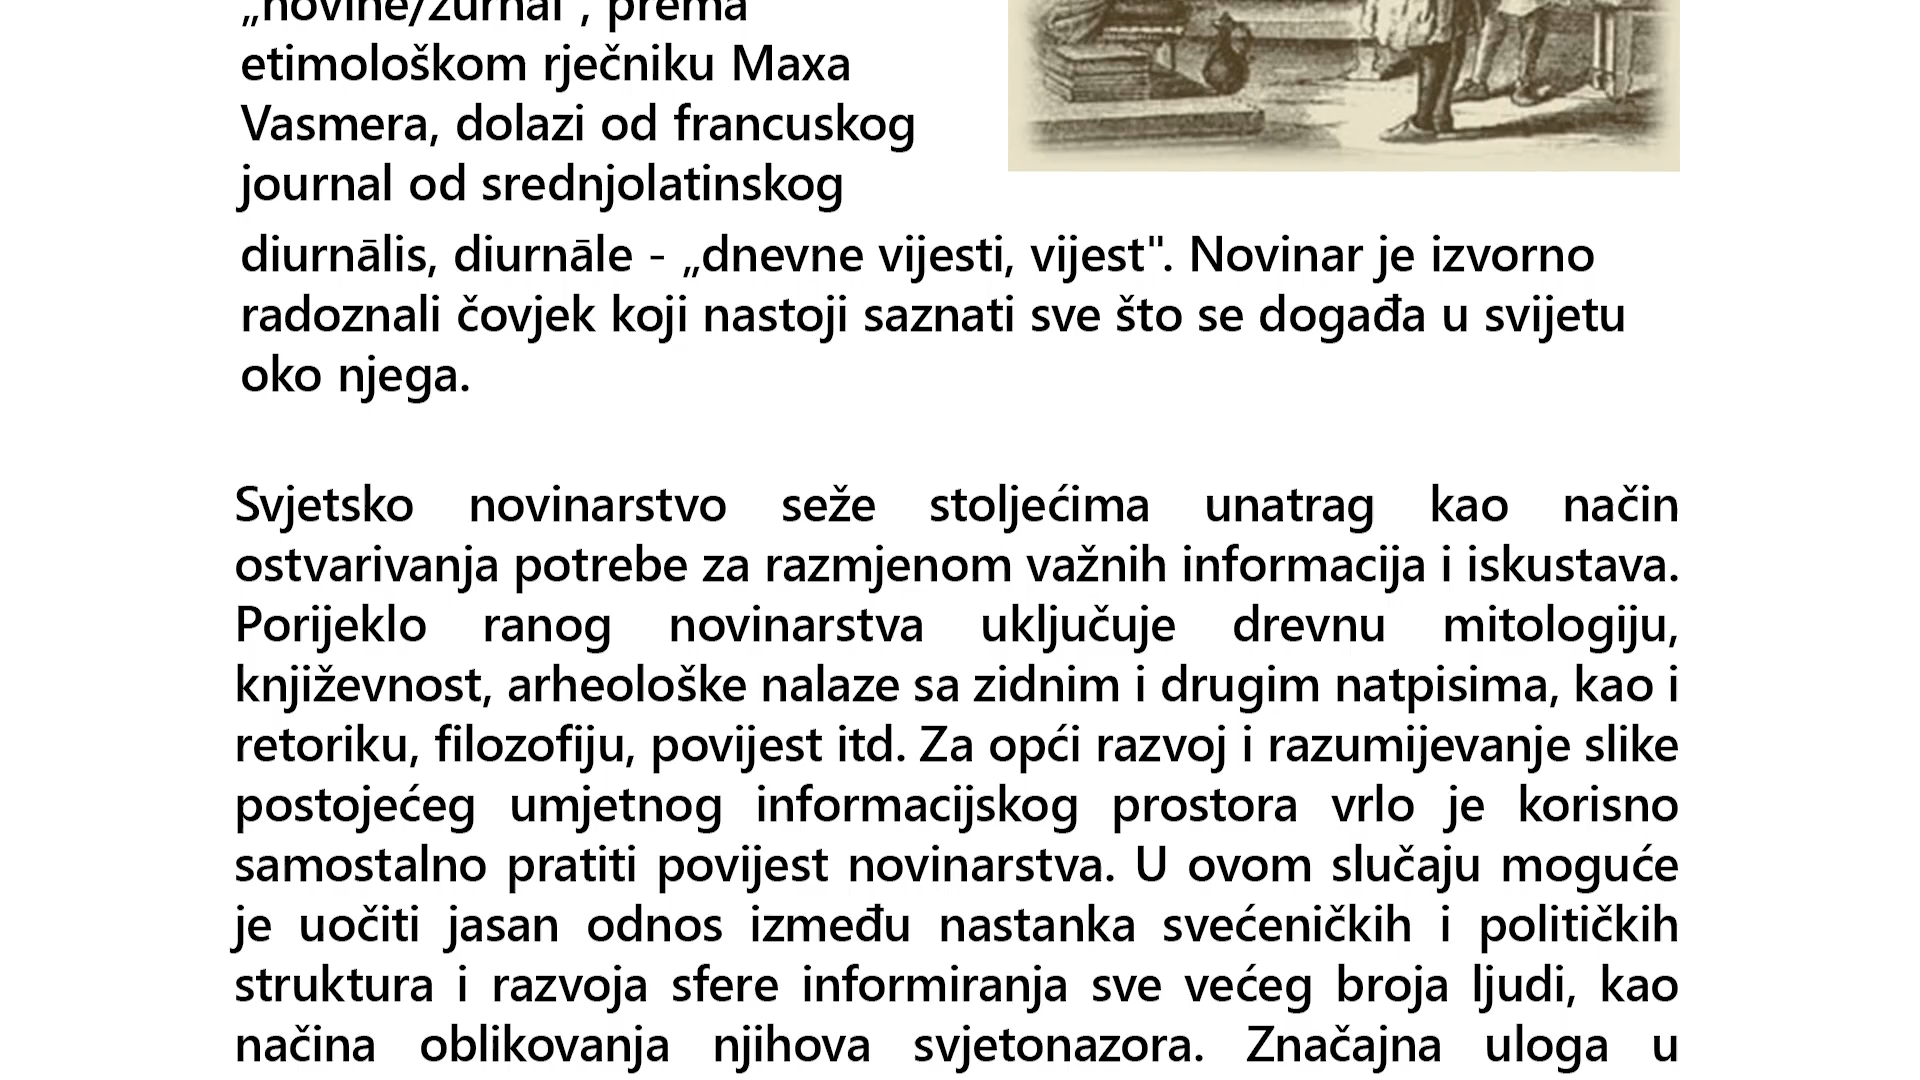 „novine/žurnal", prema
etimološkom rječniku Maxa
Vasmera, dolazi od francuskog
journal od srednjolatinskog
diurnālis, diurnāle - „dnevne vijesti, vijest". Novinar je izvorno
radoznali čovjek koji nastoji saznati sve što se događa u svijetu
oko njega.
Svjetsko novinarstvo seže stoljećima unatrag kao način
ostvarivanja potrebe za razmjenom važnih informacija i iskustava.
Porijeklo ranog novinarstva uključuje drevnu mitologiju,
književnost, arheološke nalaze sa zidnim i drugim natpisima, kao i
retoriku, filozofiju, povijest itd. Za opći razvoj i razumijevanje slike
postojećeg umjetnog informacijskog prostora vrlo je korisno
samostalno pratiti povijest novinarstva. U ovom slučaju moguće
je uočiti jasan odnos između nastanka svećeničkih i političkih
struktura i razvoja sfere informiranja sve većeg broja ljudi, kao
načina oblikovanja njihova svjetonazora. Značajna uloga u